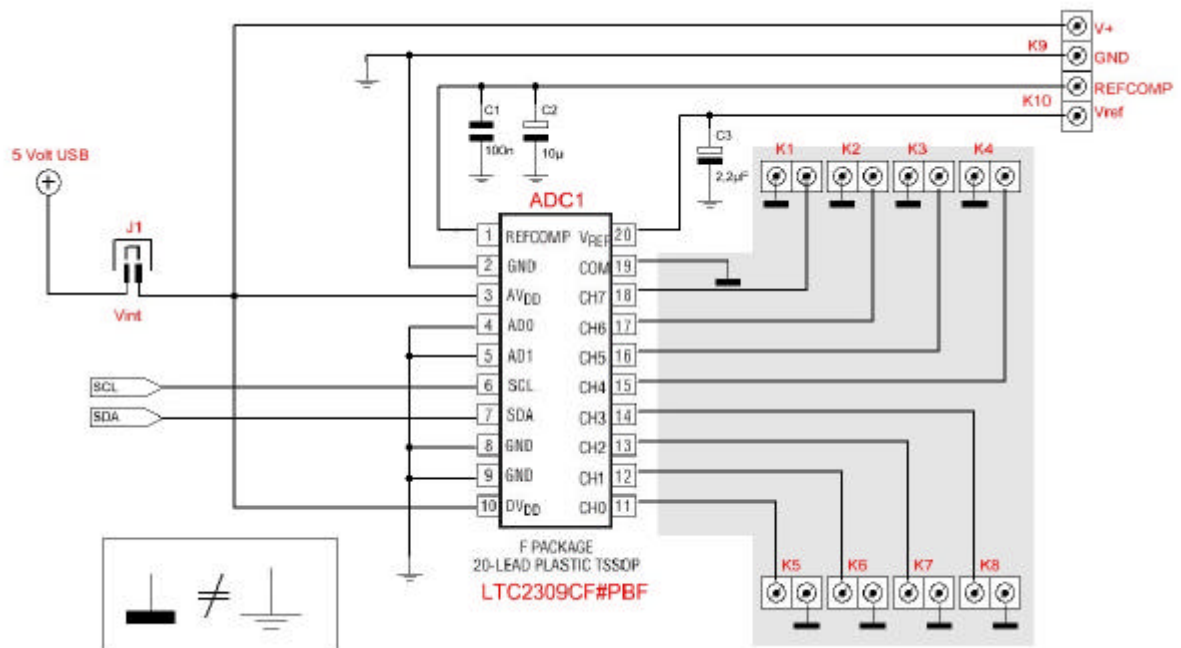 V+
K9
GND
REFCOMP
K10
Vref
C1
100n
C2
10µ
C3
2,2µF
5 Volt USB
J1
Vint
K1 K2 K3 K4
ADC1
1 REFCOMP VREF 20
2 GND COM 19
3 AVDD CH7 18
4 AD0 CH6 17
5 AD1 CH5 16
6 SCL CH4 15
7 SDA CH3 14
8 GND CH2 13
9 GND CH1 12
10 DVDD CH0 11
SCL
SDA
F PACKAGE
20-LEAD PLASTIC TSSOP
LTC2309CF#PBF
K5 K6 K7 K8
≠